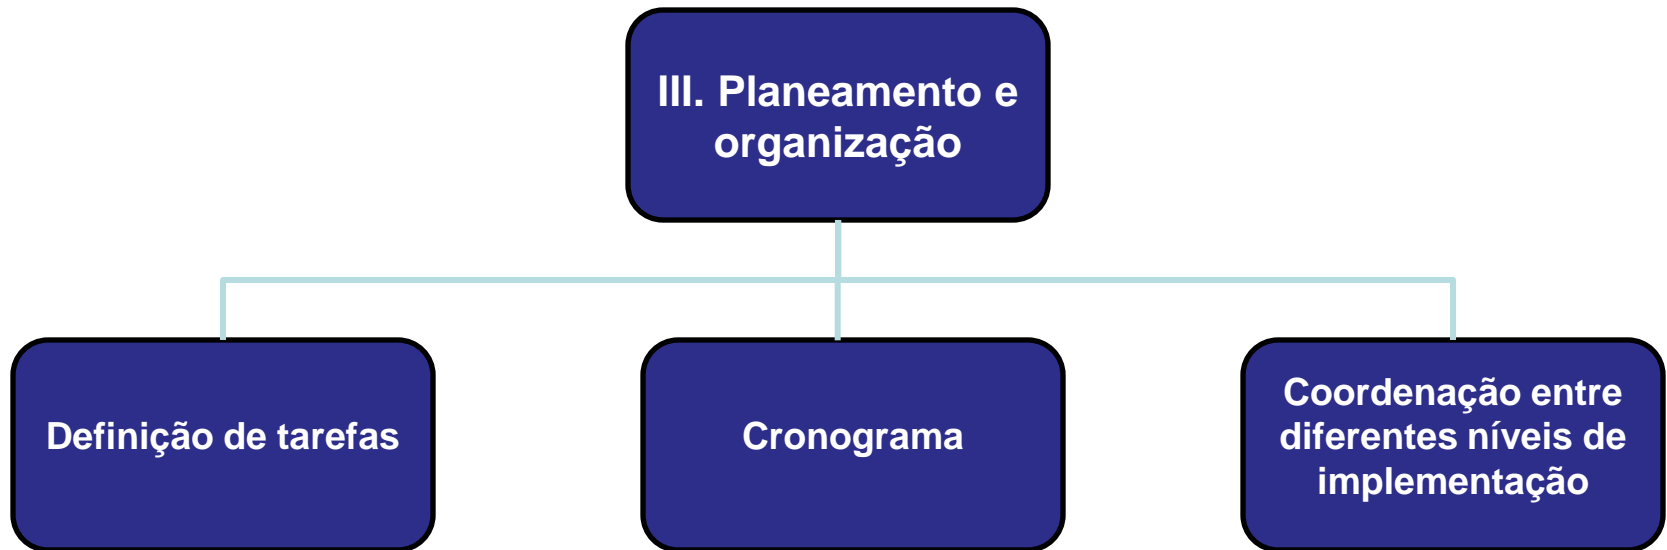 III. Planeamento e
organização
Definição de tarefas
Cronograma
Coordenação entre
diferentes níveis de
implementação